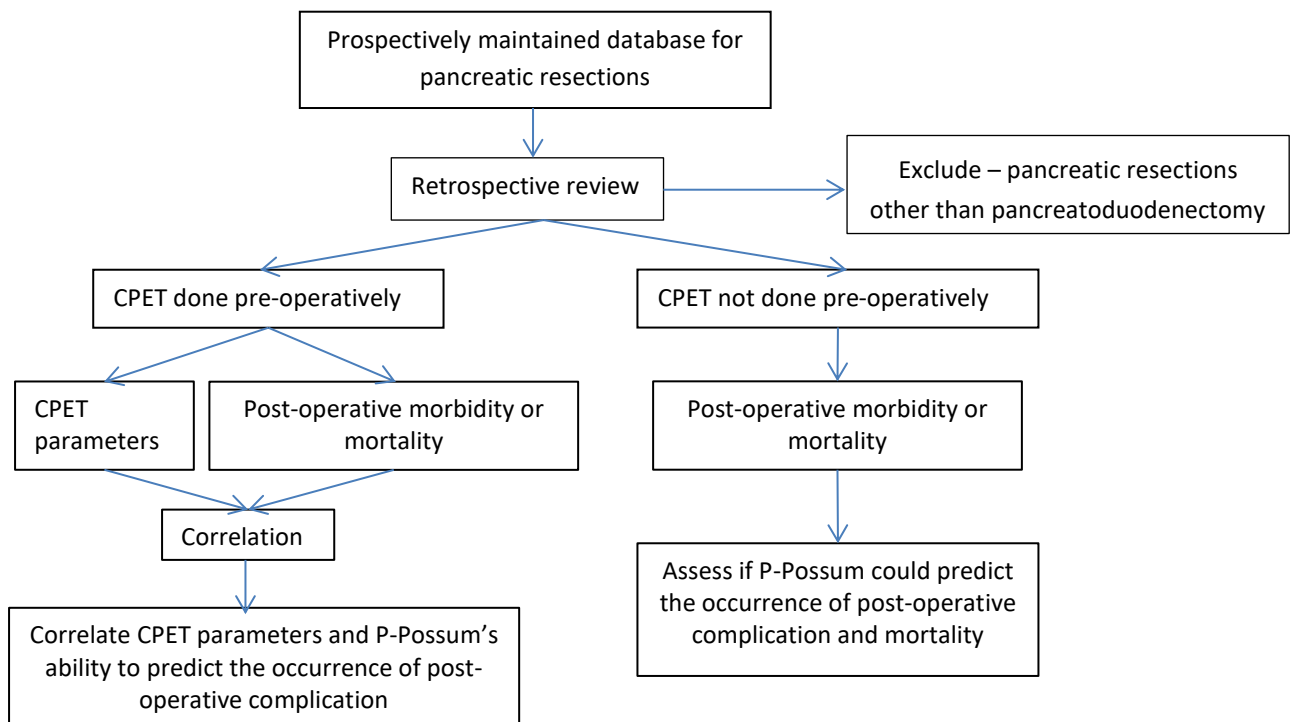 Prospectively maintained database for
pancreatic resections
Retrospective review
Exclude – pancreatic resections
other than pancreatoduodenectomy
CPET done pre-operatively
CPET not done pre-operatively
CPET
parameters
Post-operative morbidity or
mortality
Post-operative morbidity or
mortality
Correlation
Assess if P-Possum could predict
the occurrence of post-operative
complication and mortality
Correlate CPET parameters and P-Possum’s
ability to predict the occurrence of post-
operative complication